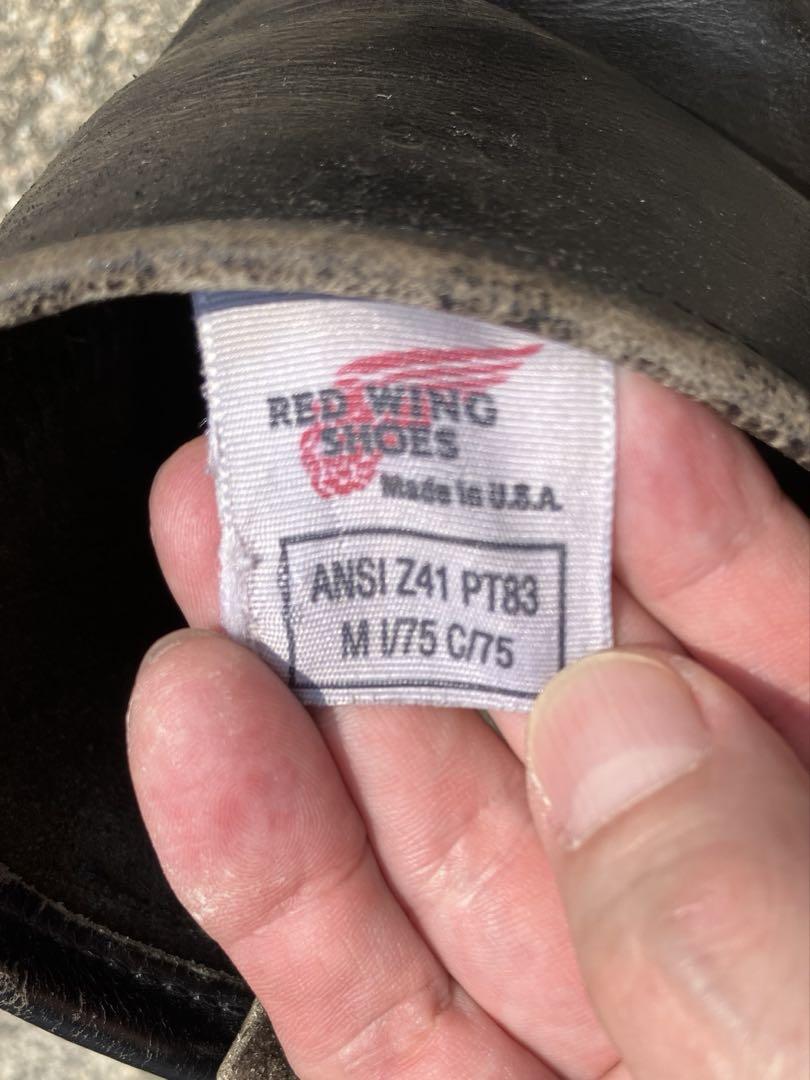 RED WING
SHOES
Made in U.S.A.
ANSI Z41 PT83
M I/75 C/75